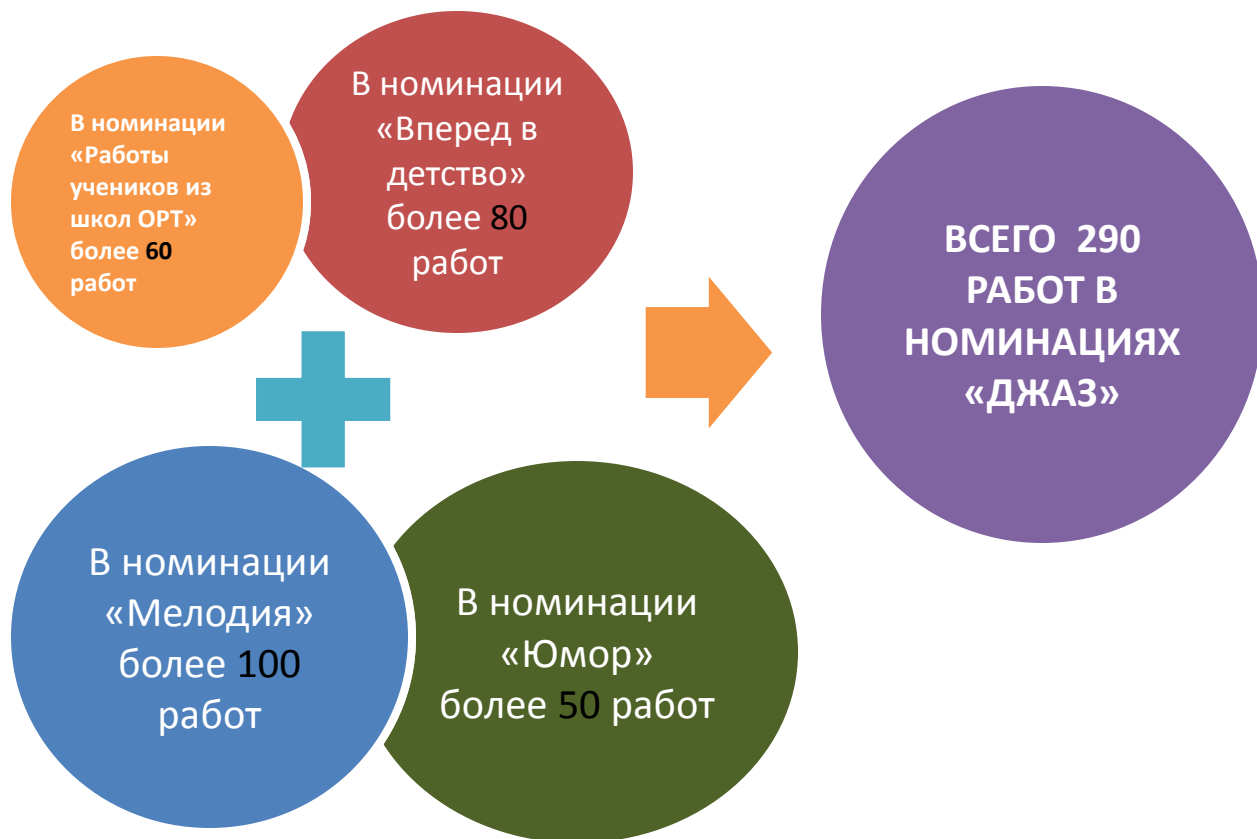 В номинации
«Работы
учеников из
школ ОРТ»
более 60
работ
В номинации
«Вперед в
детство»
более 80
работ
В номинации
«Мелодия»
более 100
работ
В номинации
«Юмор»
более 50 работ
ВСЕГО 290
РАБОТ В
НОМИНАЦИЯХ
«ДЖАЗ»